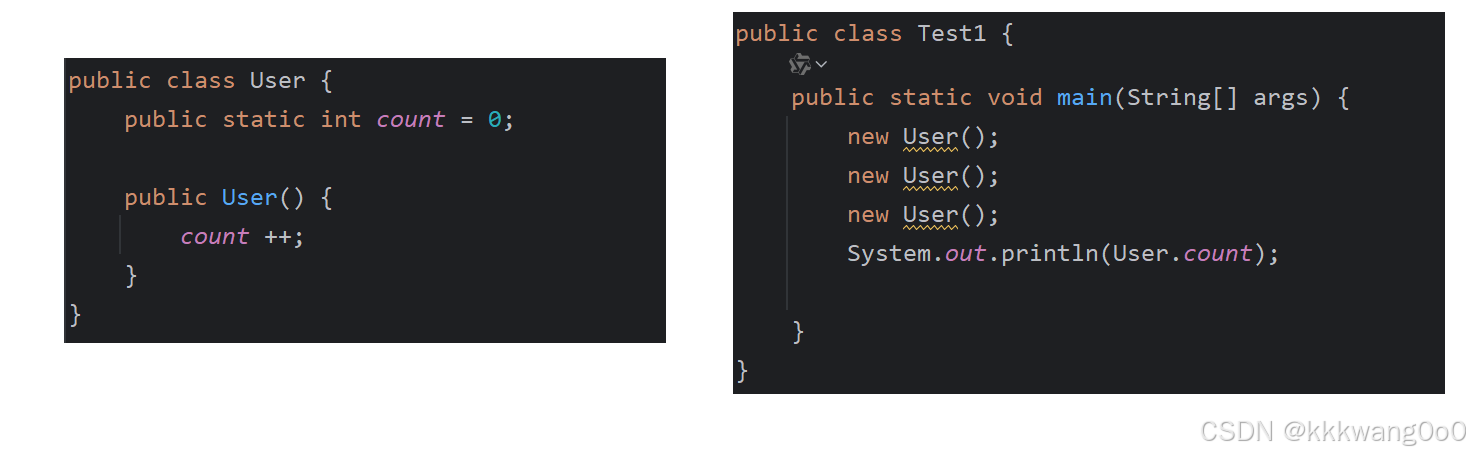 public class User {
    public static int count = 0;
    public User() {
        count ++;
    }
}
public class Test1 {
    public static void main(String[] args) {
        new User();
        new User();
        new User();
        System.out.println(User.count);
    }
}
CSDN @kkkwang0o0